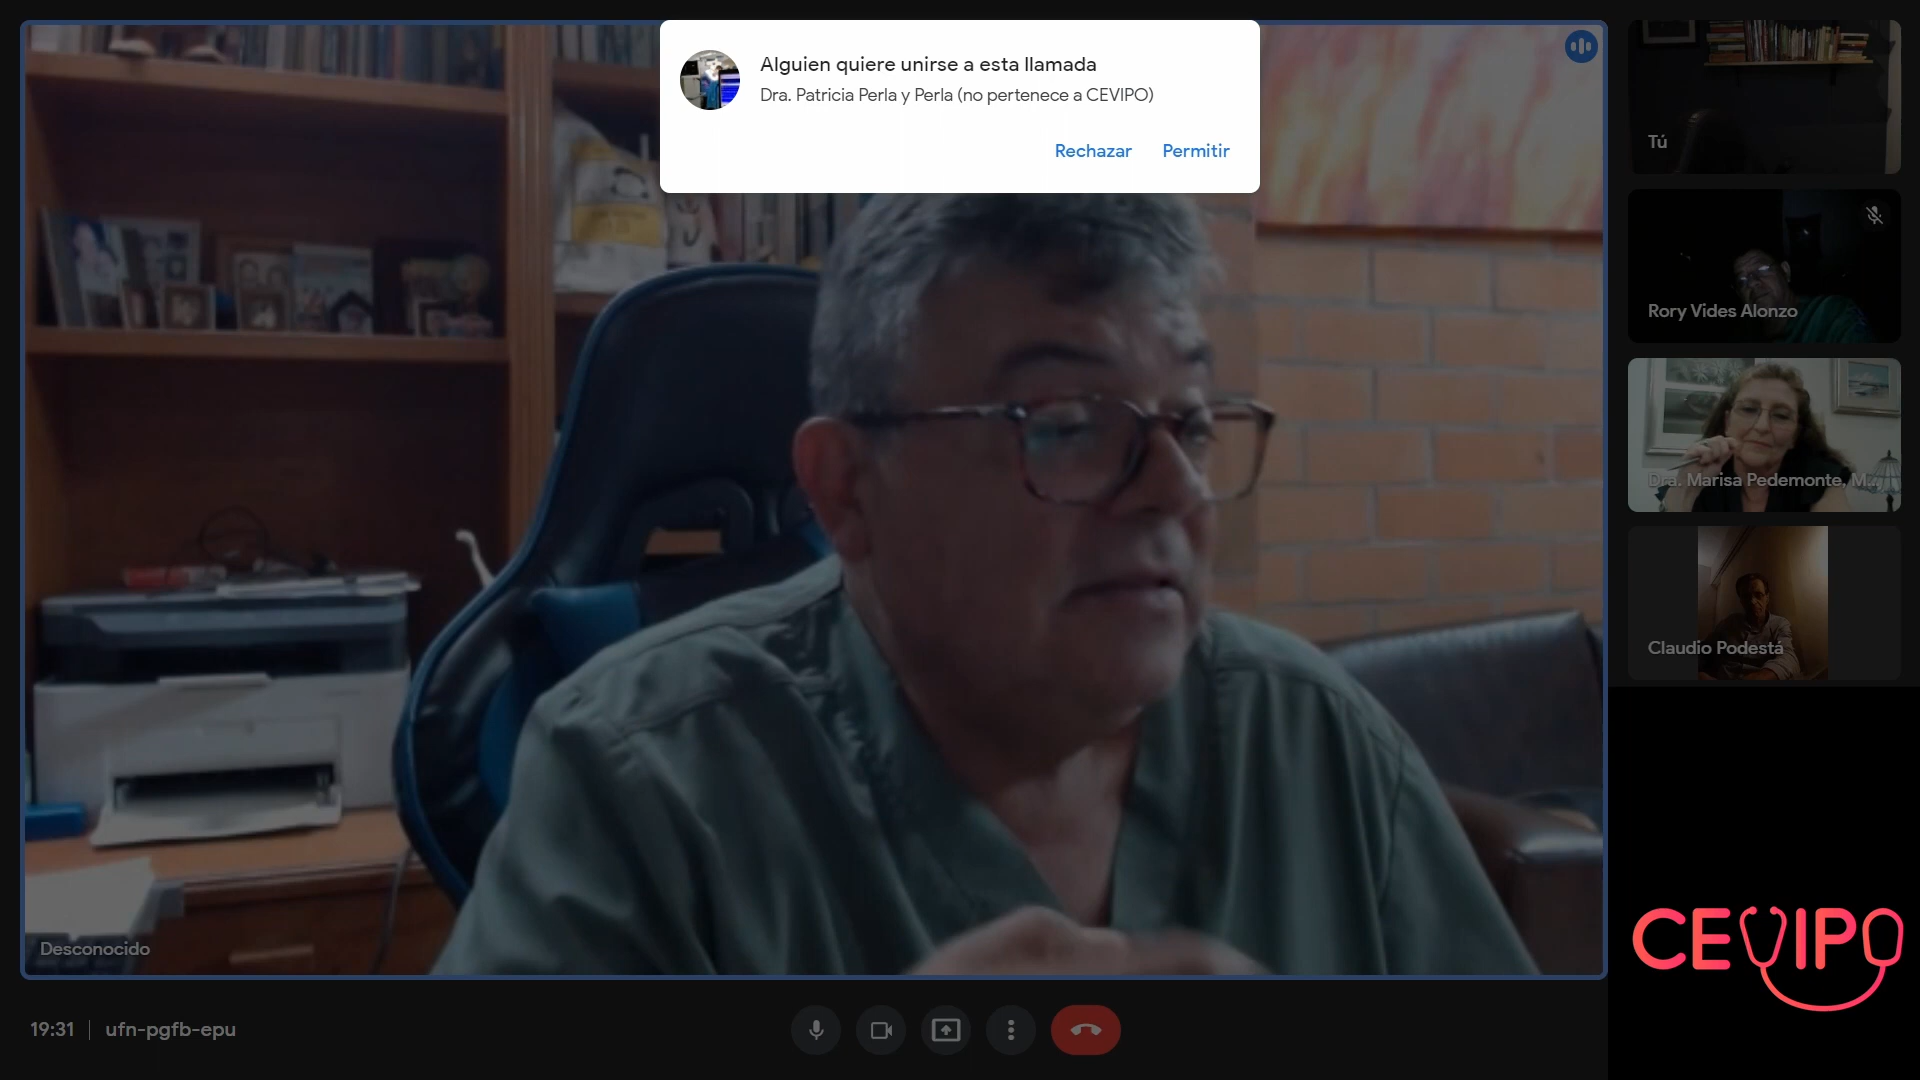 Alguien quiere unirse a esta llamada
Dra. Patricia Perla y Perla (no pertenece a CEVIPO)
Rechazar Permitir
Tú
Rory Vides Alonzo
Dra. Marisa Pedemonte, M...
Claudio Podestá
Desconocido
19:31 | ufn-pgfb-epu
CEVIPO